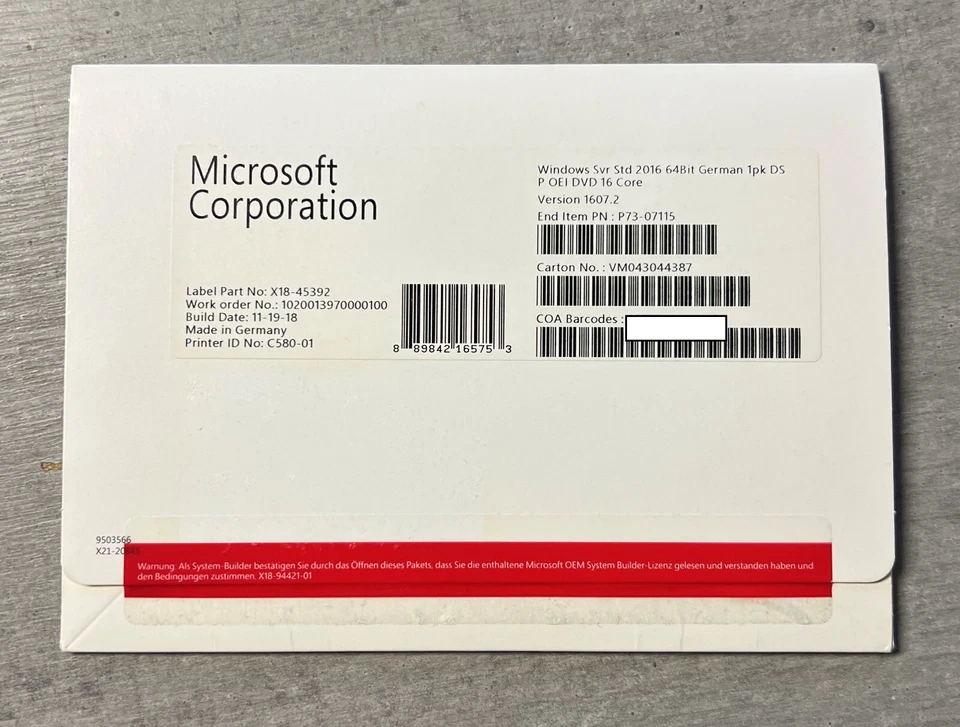 Microsoft
Corporation
Label Part No: X18-45392
Work order No.: 1020013970000100
Build Date: 11-19-18
Made in Germany
Printer ID No: C580-01
8 89842 16575 3
Windows Svr Std 2016 64Bit German 1pk DS
P OEI DVD 16 Core
Version 1607.2
End Item PN : P73-07115
Carton No. : VM043044387
COA Barcodes :
9503566
Warnung: Als System-Builder bestätigen Sie durch das Öffnen dieses Pakets, dass Sie die enthaltene Microsoft OEM System Builder-Lizenz gelesen und verstanden haben und
den Bedingungen zustimmen. X18-94421-01